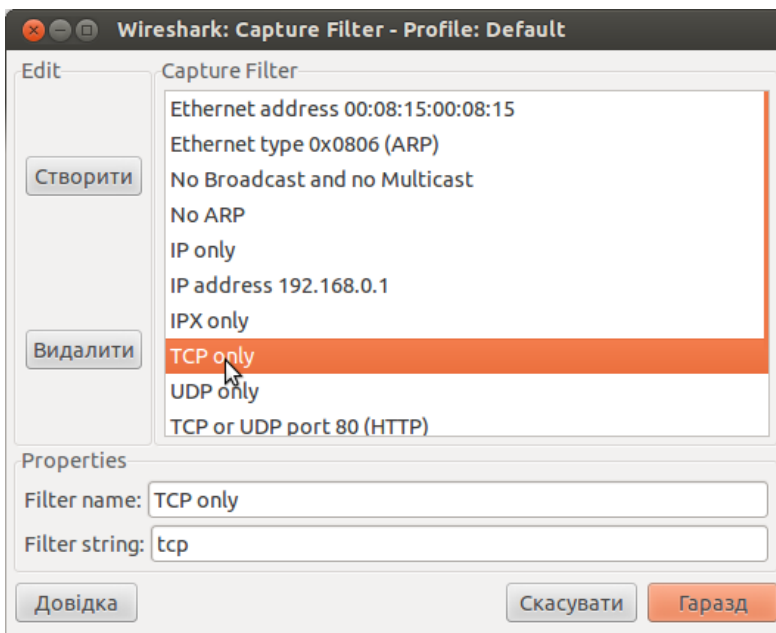 Wireshark: Capture Filter - Profile: Default
Edit
Capture Filter
Ethernet address 00:08:15:00:08:15
Ethernet type 0x0806 (ARP)
Створити
No Broadcast and no Multicast
No ARP
IP only
IP address 192.168.0.1
IPX only
Видалити
TCP only
UDP only
TCP or UDP port 80 (HTTP)
Properties
Filter name: TCP only
Filter string: tcp
Довідка
Скасувати
Гаразд